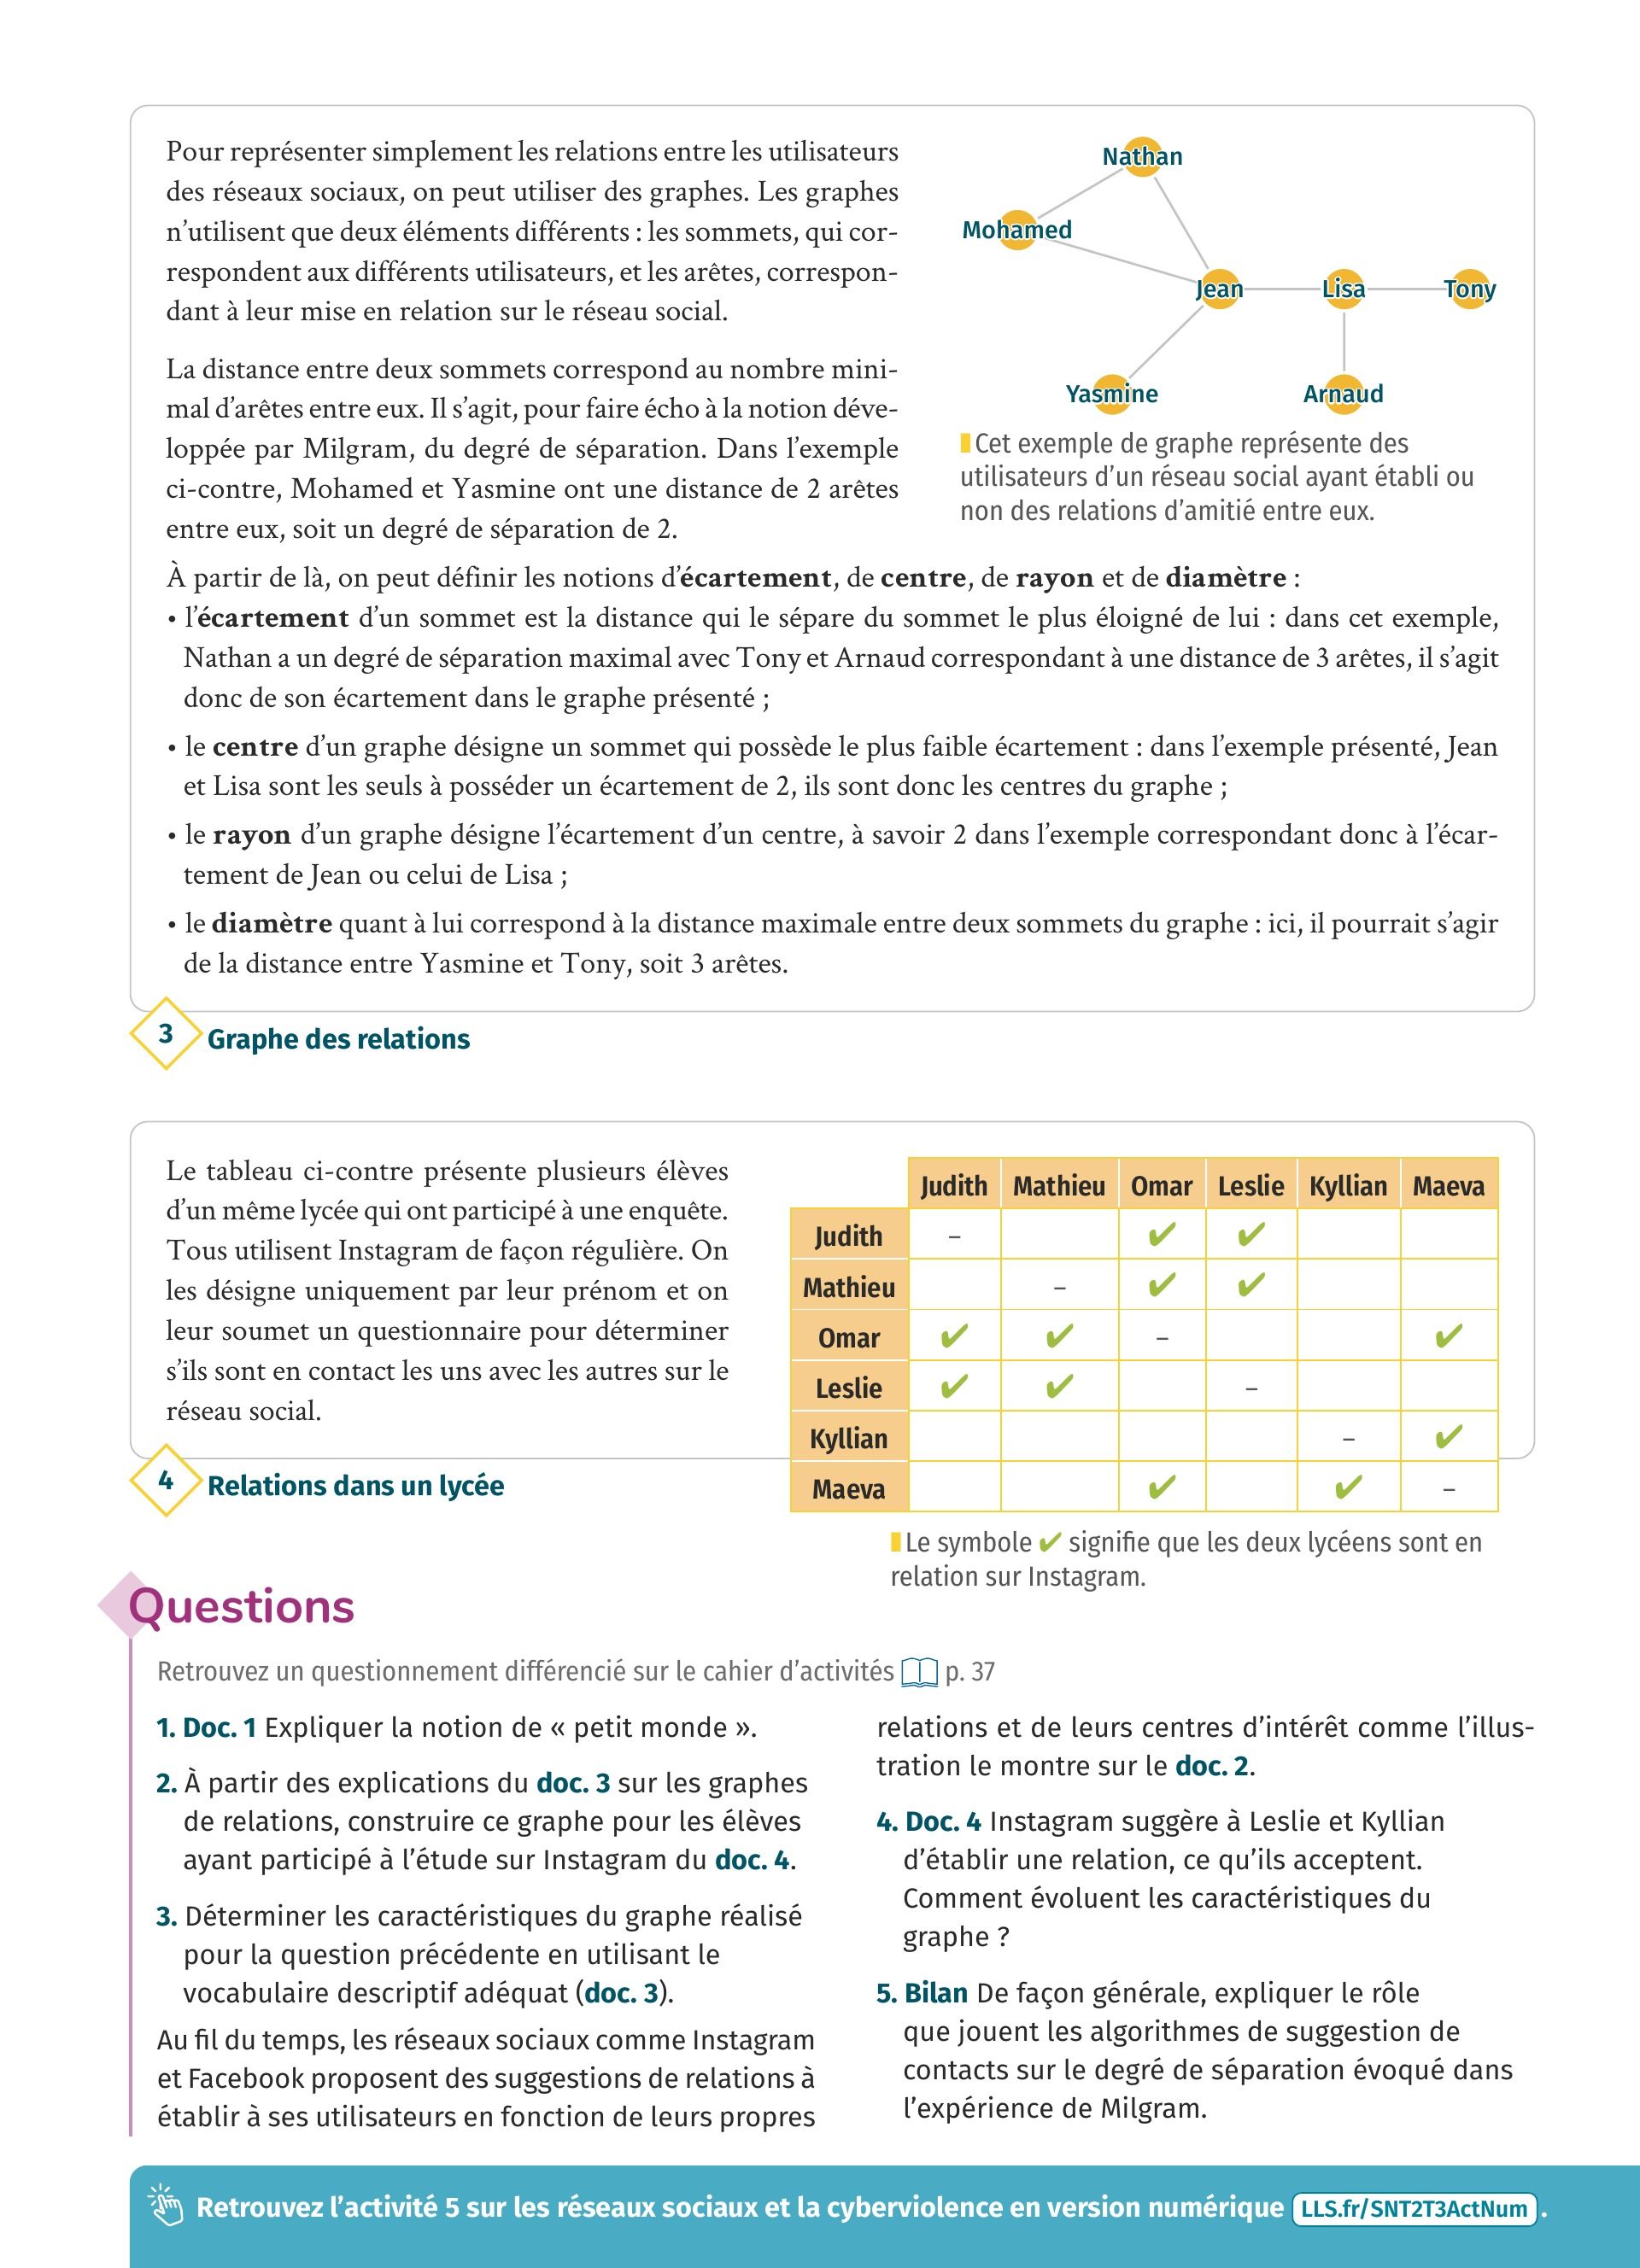 Pour représenter simplement les relations entre les utilisateurs
des réseaux sociaux, on peut utiliser des graphes. Les graphes
n’utilisent que deux éléments différents : les sommets, qui cor-
respondent aux différents utilisateurs, et les arêtes, correspon-
dant à leur mise en relation sur le réseau social.
La distance entre deux sommets correspond au nombre mini-
mal d’arêtes entre eux. Il s’agit, pour faire écho à la notion déve-
loppée par Milgram, du degré de séparation. Dans l’exemple
ci-contre, Mohamed et Yasmine ont une distance de 2 arêtes
entre eux, soit un degré de séparation de 2.
Nathan
Mohamed
Jean
Lisa
Tony
Yasmine
Arnaud
Cet exemple de graphe représente des
utilisateurs d’un réseau social ayant établi ou
non des relations d’amitié entre eux.
À partir de là, on peut définir les notions d’écartement, de centre, de rayon et de diamètre :
• l’écartement d’un sommet est la distance qui le sépare du sommet le plus éloigné de lui : dans cet exemple,
Nathan a un degré de séparation maximal avec Tony et Arnaud correspondant à une distance de 3 arêtes, il s’agit
donc de son écartement dans le graphe présenté ;
• le centre d’un graphe désigne un sommet qui possède le plus faible écartement : dans l’exemple présenté, Jean
et Lisa sont les seuls à posséder un écartement de 2, ils sont donc les centres du graphe ;
• le rayon d’un graphe désigne l’écartement d’un centre, à savoir 2 dans l’exemple correspondant donc à l’écar-
tement de Jean ou celui de Lisa ;
• le diamètre quant à lui correspond à la distance maximale entre deux sommets du graphe : ici, il pourrait s’agir
de la distance entre Yasmine et Tony, soit 3 arêtes.
3 Graphe des relations
Le tableau ci-contre présente plusieurs élèves
d’un même lycée qui ont participé à une enquête.
Tous utilisent Instagram de façon régulière. On
les désigne uniquement par leur prénom et on
leur soumet un questionnaire pour déterminer
s’ils sont en contact les uns avec les autres sur le
réseau social.
4 Relations dans un lycée
Judith Mathieu Omar Leslie Kyllian Maeva
Judith – ✔ ✔
Mathieu – ✔ ✔
Omar ✔ ✔ – ✔
Leslie ✔ ✔ –
Kyllian – ✔
Maeva ✔ ✔ –
Le symbole ✔ signifie que les deux lycéens sont en
relation sur Instagram.
Questions
Retrouvez un questionnement différencié sur le cahier d’activités p. 37
1. Doc. 1 Expliquer la notion de « petit monde ».
2. À partir des explications du doc. 3 sur les graphes
de relations, construire ce graphe pour les élèves
ayant participé à l’étude sur Instagram du doc. 4.
3. Déterminer les caractéristiques du graphe réalisé
pour la question précédente en utilisant le
vocabulaire descriptif adéquat (doc. 3).
Au fil du temps, les réseaux sociaux comme Instagram
et Facebook proposent des suggestions de relations à
établir à ses utilisateurs en fonction de leurs propres
relations et de leurs centres d’intérêt comme l’illus-
tration le montre sur le doc. 2.
4. Doc. 4 Instagram suggère à Leslie et Kyllian
d’établir une relation, ce qu’ils acceptent.
Comment évoluent les caractéristiques du
graphe ?
5. Bilan De façon générale, expliquer le rôle
que jouent les algorithmes de suggestion de
contacts sur le degré de séparation évoqué dans
l’expérience de Milgram.
Retrouvez l’activité 5 sur les réseaux sociaux et la cyberviolence en version numérique LLS.fr/SNT2T3ActNum .